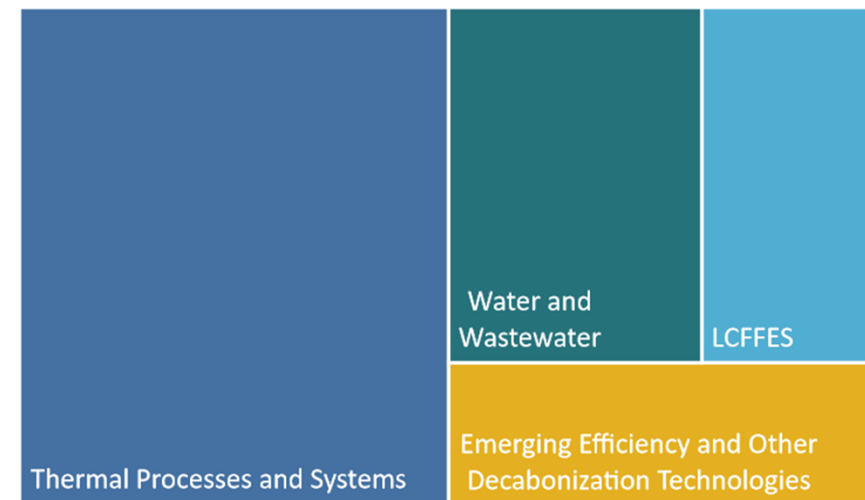 Water and
Wastewater
LCFFES
Thermal Processes and Systems
Emerging Efficiency and Other
Decabonization Technologies